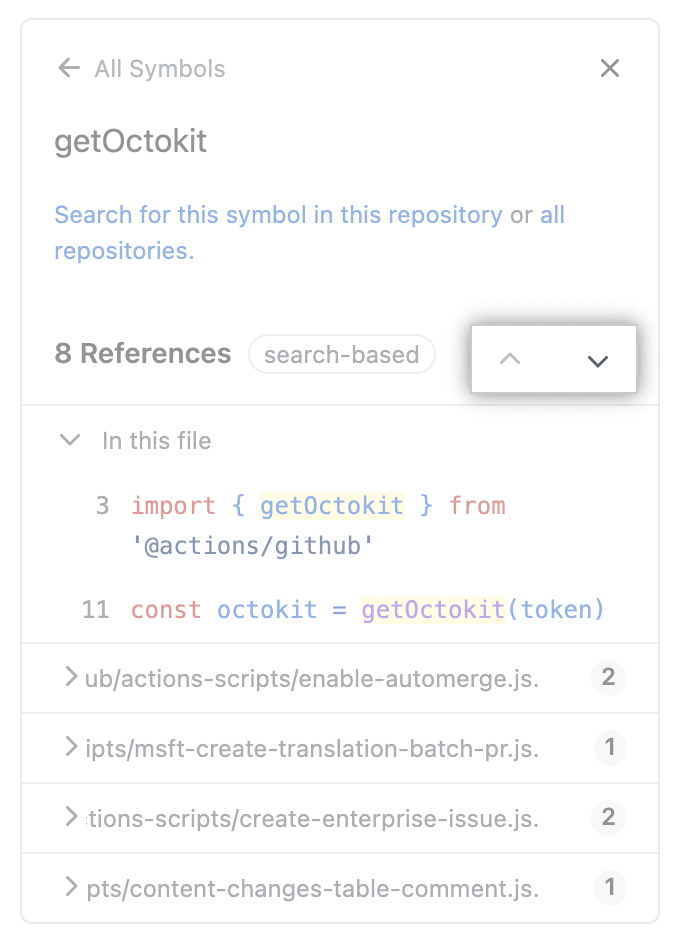 All Symbols
getOctokit
Search for this symbol in this repository or all
repositories.
8 References search-based
In this file
3 import { getOctokit } from
'@actions/github'
11 const octokit = getOctokit(token)
ub/actions-scripts/enable-automerge.js. 2
ipts/msft-create-translation-batch-pr.js. 1
tions-scripts/create-enterprise-issue.js. 2
pts/content-changes-table-comment.js. 1